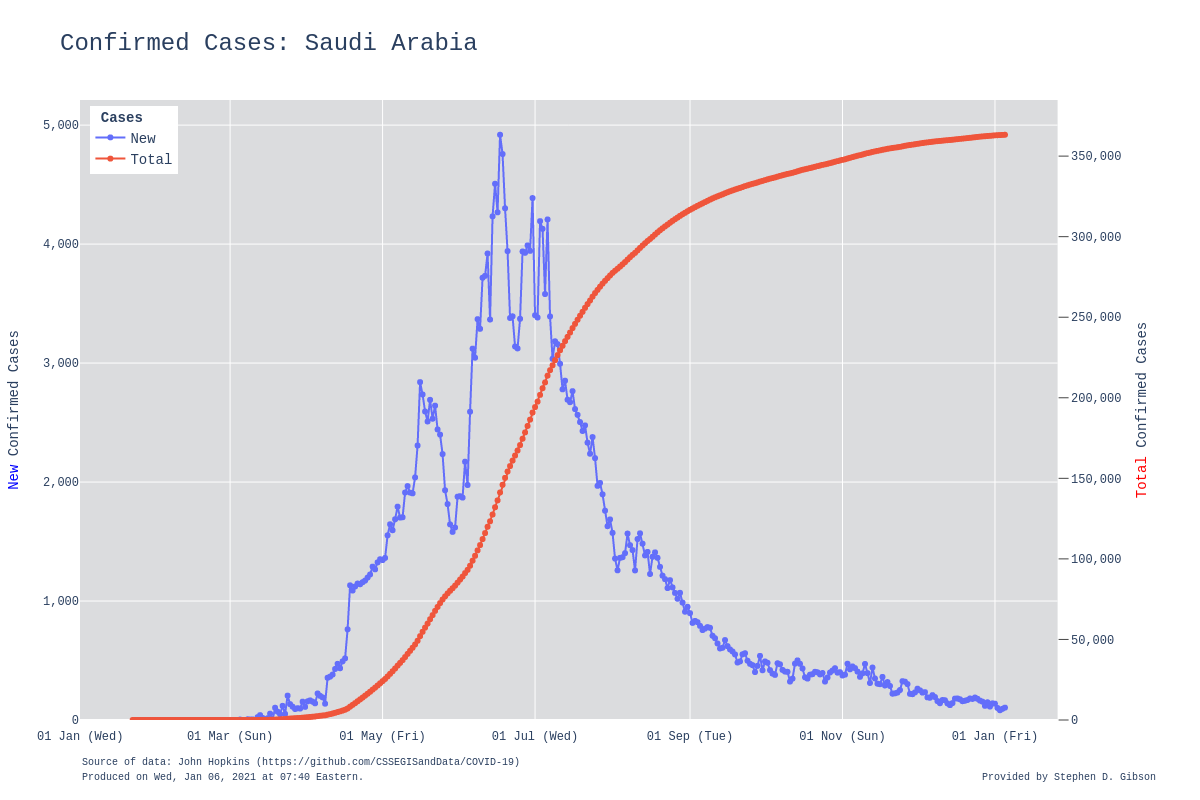 Confirmed Cases: Saudi Arabia
Cases
New
Total
5,000
4,000
3,000
2,000
1,000
0
350,000
300,000
250,000
200,000
150,000
100,000
50,000
0
New Confirmed Cases
Total Confirmed Cases
01 Jan (Wed) 01 Mar (Sun) 01 May (Fri) 01 Jul (Wed) 01 Sep (Tue) 01 Nov (Sun) 01 Jan (Fri)
Source of data: John Hopkins (https://github.com/CSSEGISandData/COVID-19)
Produced on Wed, Jan 06, 2021 at 07:40 Eastern.
Provided by Stephen D. Gibson